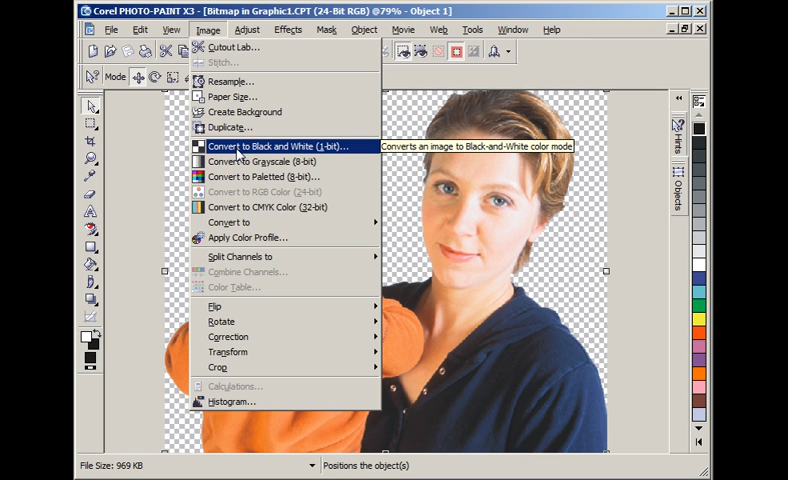 Corel PHOTO-PAINT X3 - [Bitmap in Graphic1.CPT (24-Bit RGB) @79% - Object 1]
File Edit View Image Adjust Effects Mask Object Movie Web Tools Window Help
Mode
Cutout Lab...
Stitch...
Resample...
Paper Size...
Create Background
Duplicate...
Convert to Black and White (1-bit)...
Converts an image to Black-and-White color mode
Convert to Grayscale (8-bit)
Convert to Paletted (8-bit)...
Convert to RGB Color (24-bit)
Convert to CMYK Color (32-bit)
Convert to
Apply Color Profile...
Split Channels to
Combine Channels...
Color Table...
Flip
Rotate
Correction
Transform
Crop
Calculations...
Histogram...
Hints
Objects
File Size: 969 KB
Positions the object(s)